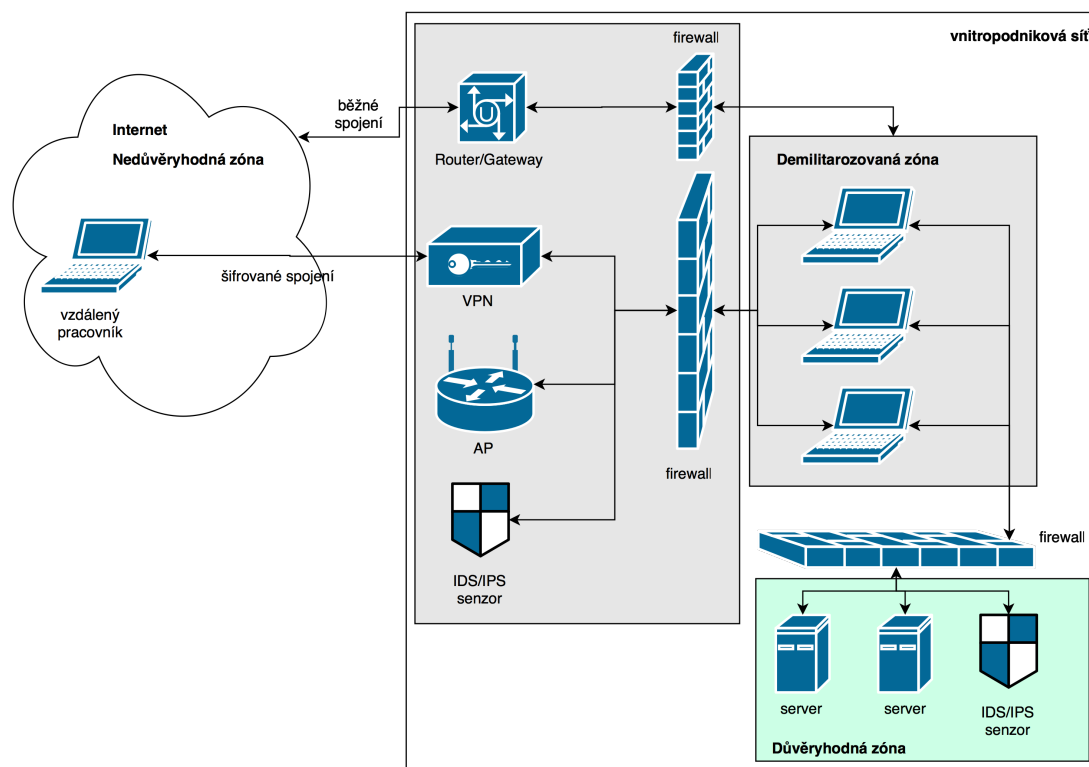 vnitropodniková síť
firewall
běžné
spojení
Internet
Nedůvěryhodná zóna
Router/Gateway
Demilitarozovaná zóna
šifrované spojení
VPN
vzdálený
pracovník
AP
firewall
firewall
IDS/IPS
senzor
server
server
IDS/IPS
senzor
Důvěryhodná zóna